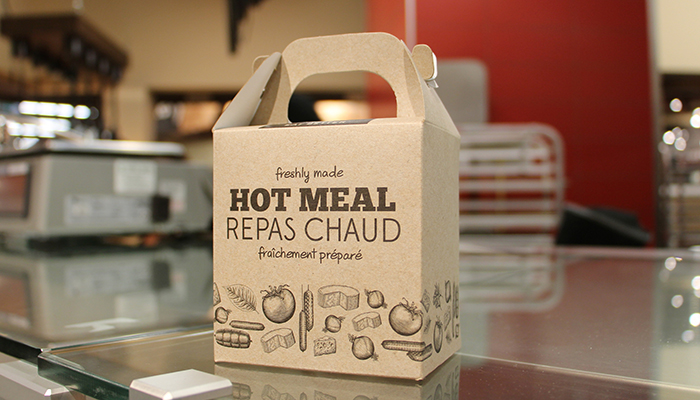 freshly made
HOT MEAL
REPAS CHAUD
fraîchement préparé